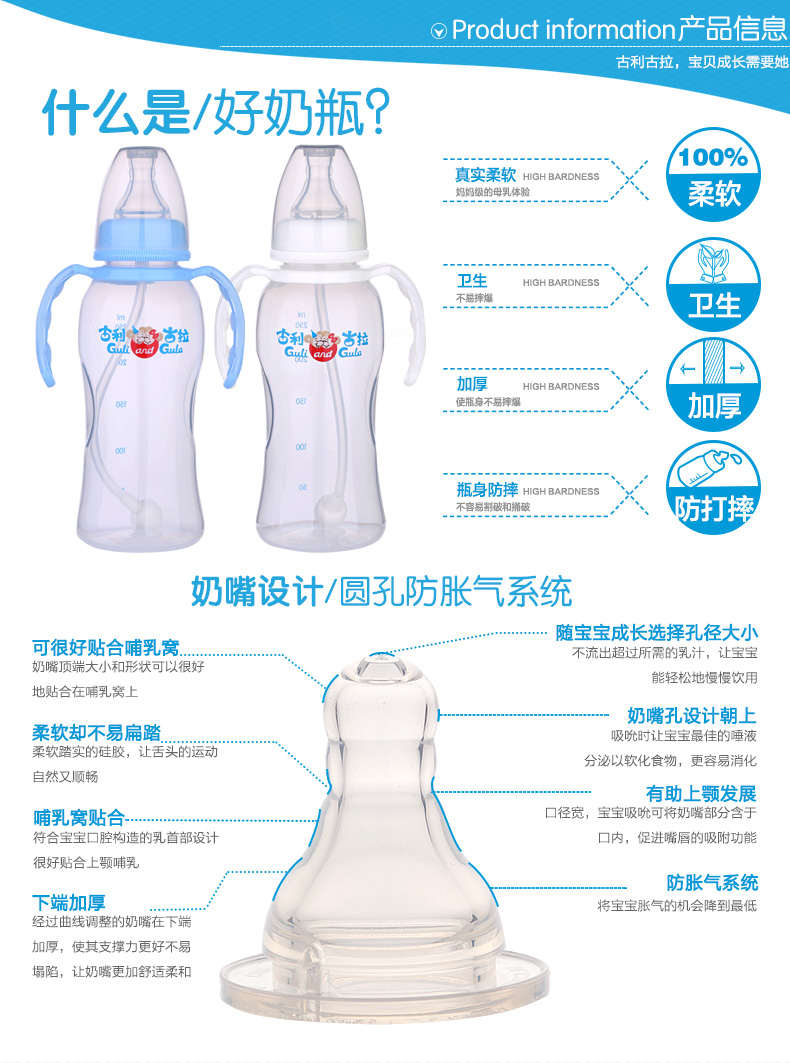 Product information产品信息
古利古拉，宝贝成长需要她
什么是/好奶瓶?
真实柔软 HIGH BARDNESS
妈妈级的母乳体验
100%
柔软
卫生 HIGH BARDNESS
不易摔爆
卫生
加厚 HIGH BARDNESS
使瓶身不易摔爆
加厚
瓶身防摔 HIGH BARDNESS
不容易割破和捅破
防打摔
古利 古拉
Guli and Gula
ml
250
200
150
100
古利 古拉
Guli and Gula
ml
250
200
150
100
50
奶嘴设计/圆孔防胀气系统
可很好贴合哺乳窝
奶嘴顶端大小和形状可以很好
地贴合在哺乳窝上
柔软却不易扁踏
柔软踏实的硅胶，让舌头的运动
自然又顺畅
哺乳窝贴合
符合宝宝口腔构造的乳首部设计
很好贴合上颚哺乳
下端加厚
经过曲线调整的奶嘴在下端
加厚，使其支撑力更好不易
塌陷，让奶嘴更加舒适柔和
随宝宝成长选择孔径大小
不流出超过所需的乳汁，让宝宝
能轻松地慢慢饮用
奶嘴孔设计朝上
吸吮时让宝宝最佳的唾液
分泌以软化食物，更容易消化
有助上颚发展
口径宽，宝宝吸吮可将奶嘴部分含于
口内，促进嘴唇的吸附功能
防胀气系统
将宝宝胀气的机会降到最低